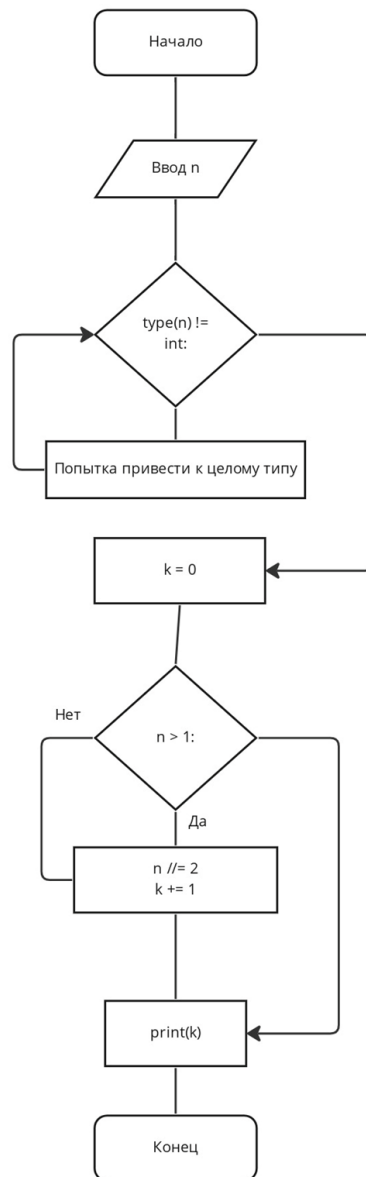 Начало
Ввод n
type(n) !=
int:
Попытка привести к целому типу
k = 0
n > 1:
Нет
Да
n //= 2
k += 1
print(k)
Конец